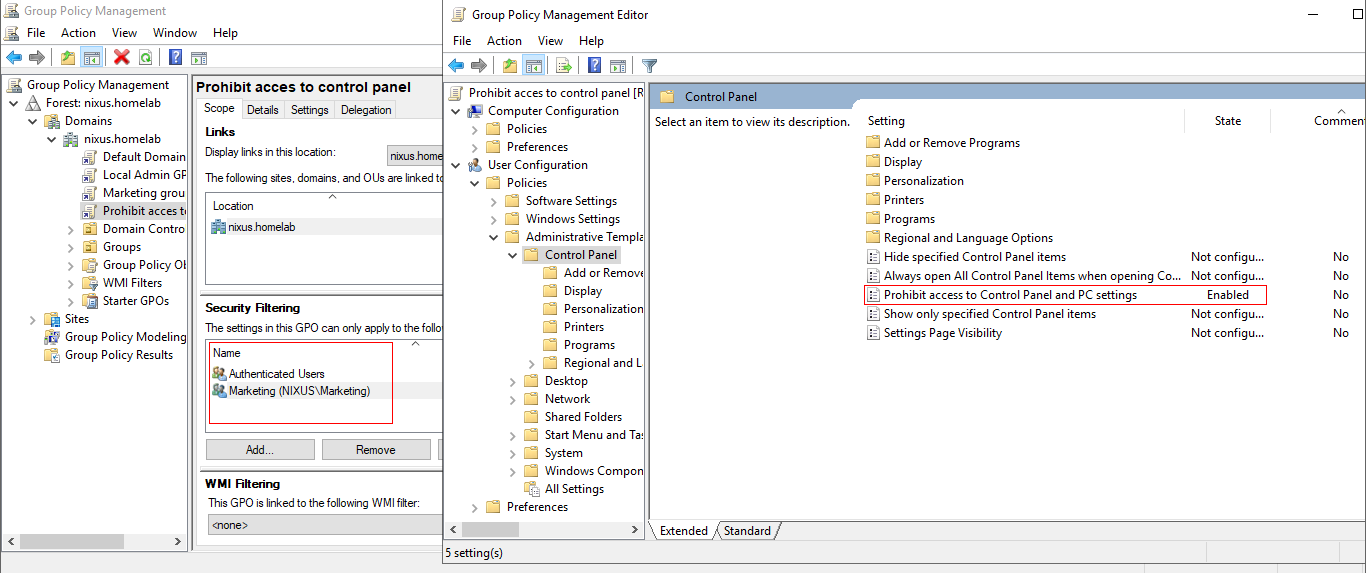 Group Policy Management
File Action View Window Help
Group Policy Management
Forest: nixus.homelab
Domains
nixus.homelab
Default Domain
Local Admin GP
Marketing grou
Prohibit acces to
Domain Contro
Groups
Group Policy Ob
WMI Filters
Starter GPOs
Sites
Group Policy Modeling
Group Policy Results
Prohibit acces to control panel
Scope Details Settings Delegation
Links
Display links in this location: nixus.home
The following sites, domains, and OUs are linked to
Location
nixus.homelab
Security Filtering
The settings in this GPO can only apply to the follow
Name
Authenticated Users
Marketing (NIXUS\Marketing)
Add... Remove
WMI Filtering
This GPO is linked to the following WMI filter:
<none>
Group Policy Management Editor
File Action View Help
Prohibit acces to control panel [R
Computer Configuration
Policies
Preferences
User Configuration
Policies
Software Settings
Windows Settings
Administrative Templa
Control Panel
Add or Remove
Display
Personalization
Printers
Programs
Regional and L
Desktop
Network
Shared Folders
Start Menu and Tas
System
Windows Compon
All Settings
Preferences
Control Panel
Select an item to view its description.
Setting State Comment
Add or Remove Programs
Display
Personalization
Printers
Programs
Regional and Language Options
Hide specified Control Panel items Not configu... No
Always open All Control Panel Items when opening Co... Not configu... No
Prohibit access to Control Panel and PC settings Enabled No
Show only specified Control Panel items Not configu... No
Settings Page Visibility Not configu... No
Extended Standard
5 setting(s)